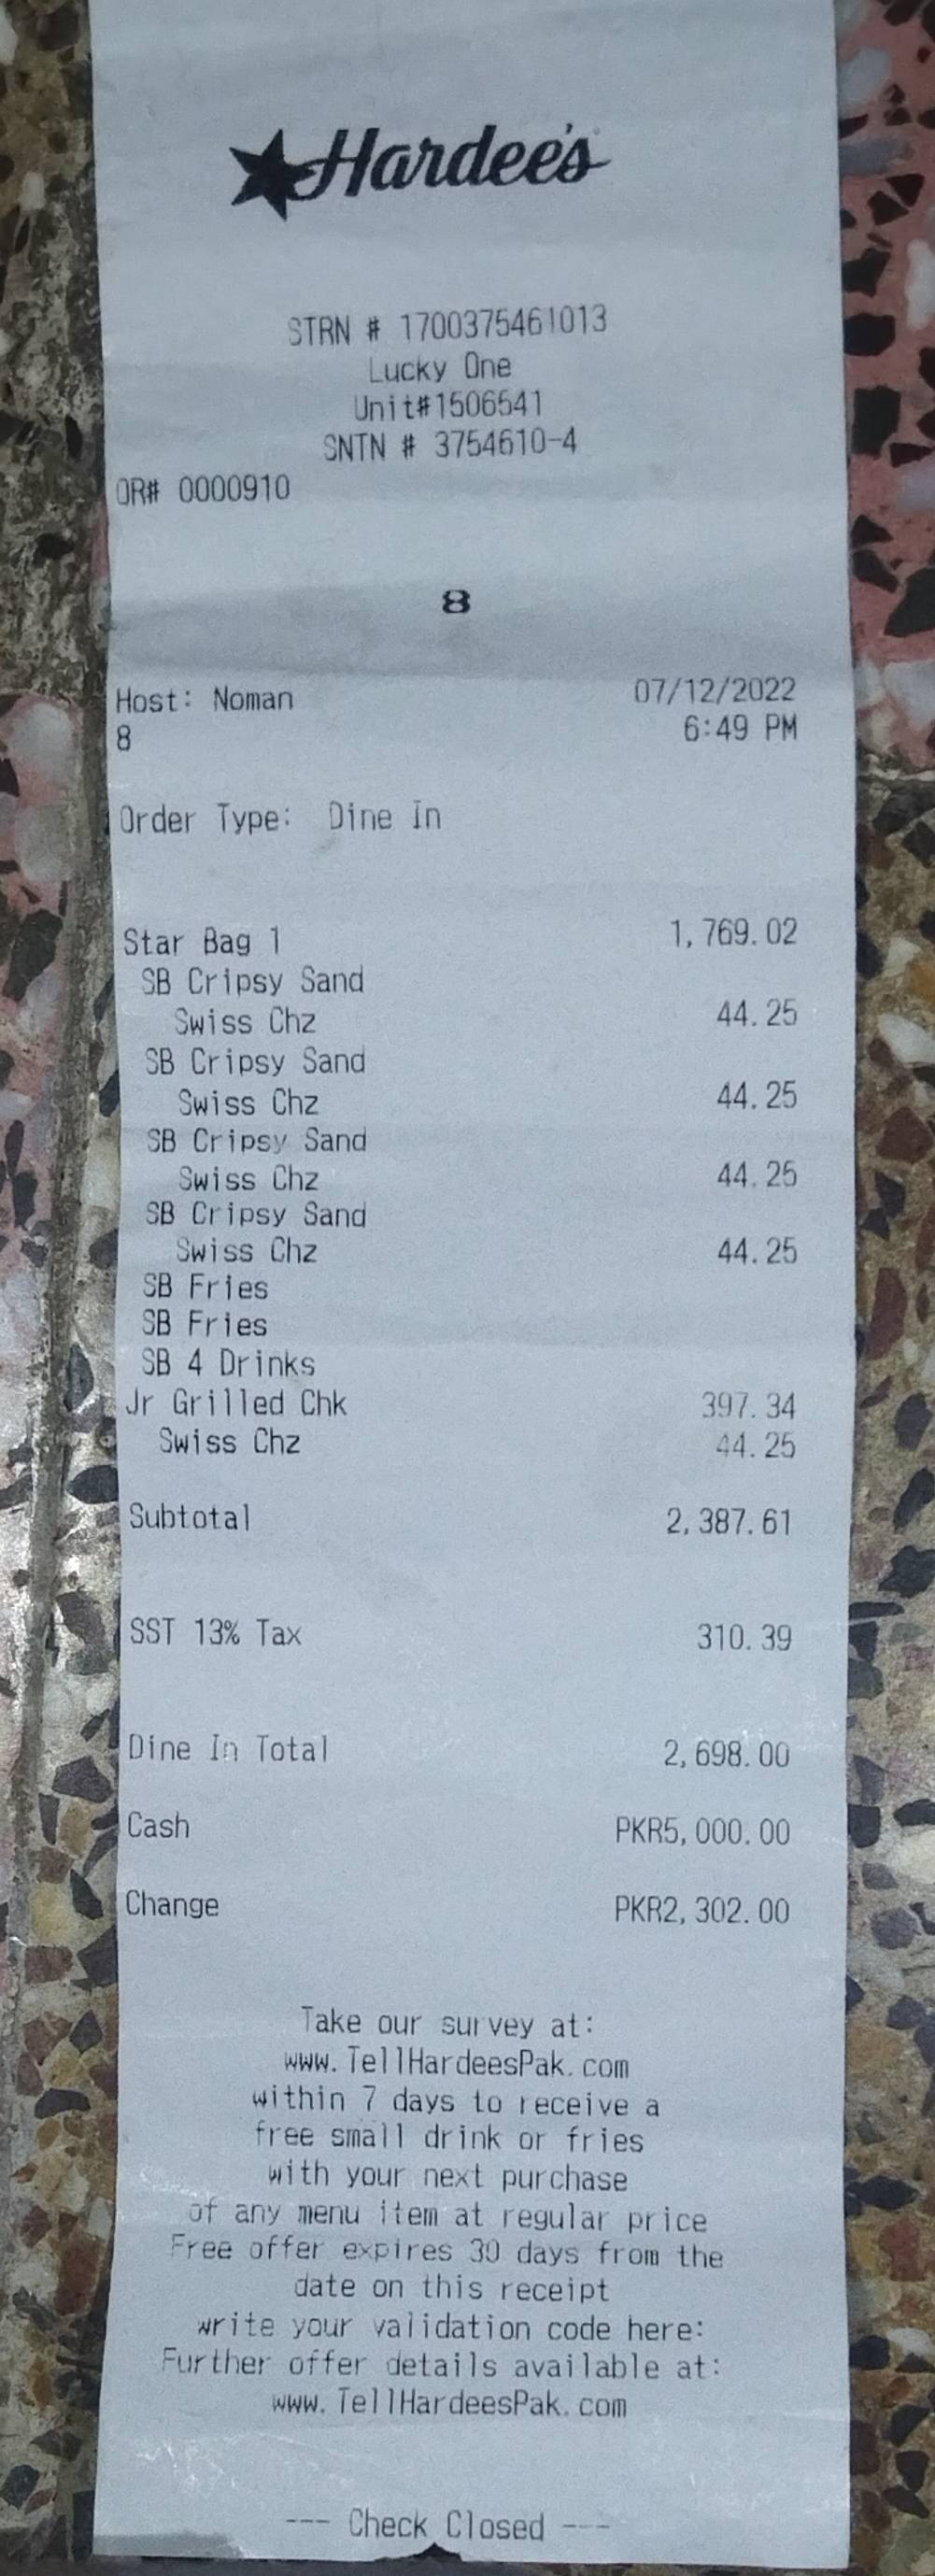 Hardee's
STRN # 1700375461013
Lucky One
Unit#1506541
SNTN # 3754610-4
OR# 0000910
8
Host: Noman 07/12/2022
8 6:49 PM
Order Type: Dine In
Star Bag 1 1,769.02
SB Cripsy Sand
Swiss Chz 44.25
SB Cripsy Sand
Swiss Chz 44.25
SB Cripsy Sand
Swiss Chz 44.25
SB Cripsy Sand
Swiss Chz 44.25
SB Fries
SB Fries
SB 4 Drinks
Jr Grilled Chk 397.34
Swiss Chz 44.25
Subtotal 2,387.61
SST 13% Tax 310.39
Dine In Total 2,698.00
Cash PKR5,000.00
Change PKR2,302.00
Take our survey at:
www.TellHardeesPak.com
within 7 days to receive a
free small drink or fries
with your next purchase
of any menu item at regular price
Free offer expires 30 days from the
date on this receipt
write your validation code here:
Further offer details available at:
www.TellHardeesPak.com
--- Check Closed ---